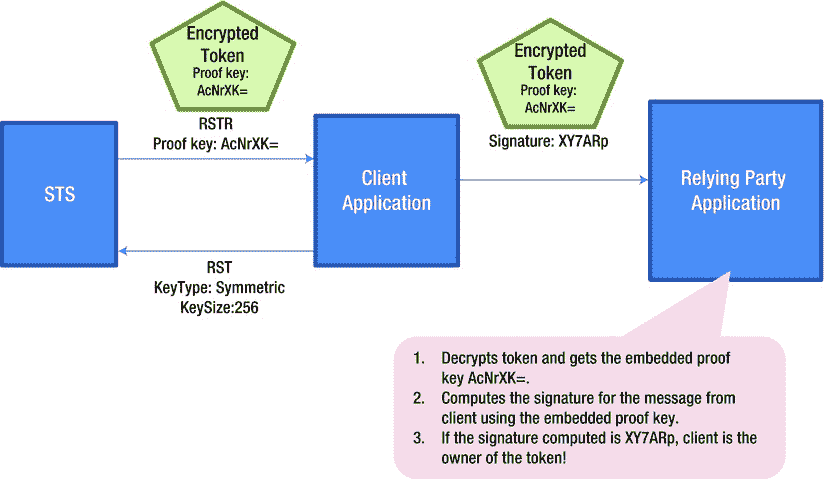 Encrypted
Token
Proof key:
AcNrXK=
RSTR
Proof key: AcNrXK=
Encrypted
Token
Proof key:
AcNrXK=
Signature: XY7ARp
STS
Client
Application
Relying Party
Application
RST
KeyType: Symmetric
KeySize:256
1. Decrypts token and gets the embedded proof
key AcNrXK=.
2. Computes the signature for the message from
client using the embedded proof key.
3. If the signature computed is XY7ARp, client is the
owner of the token!